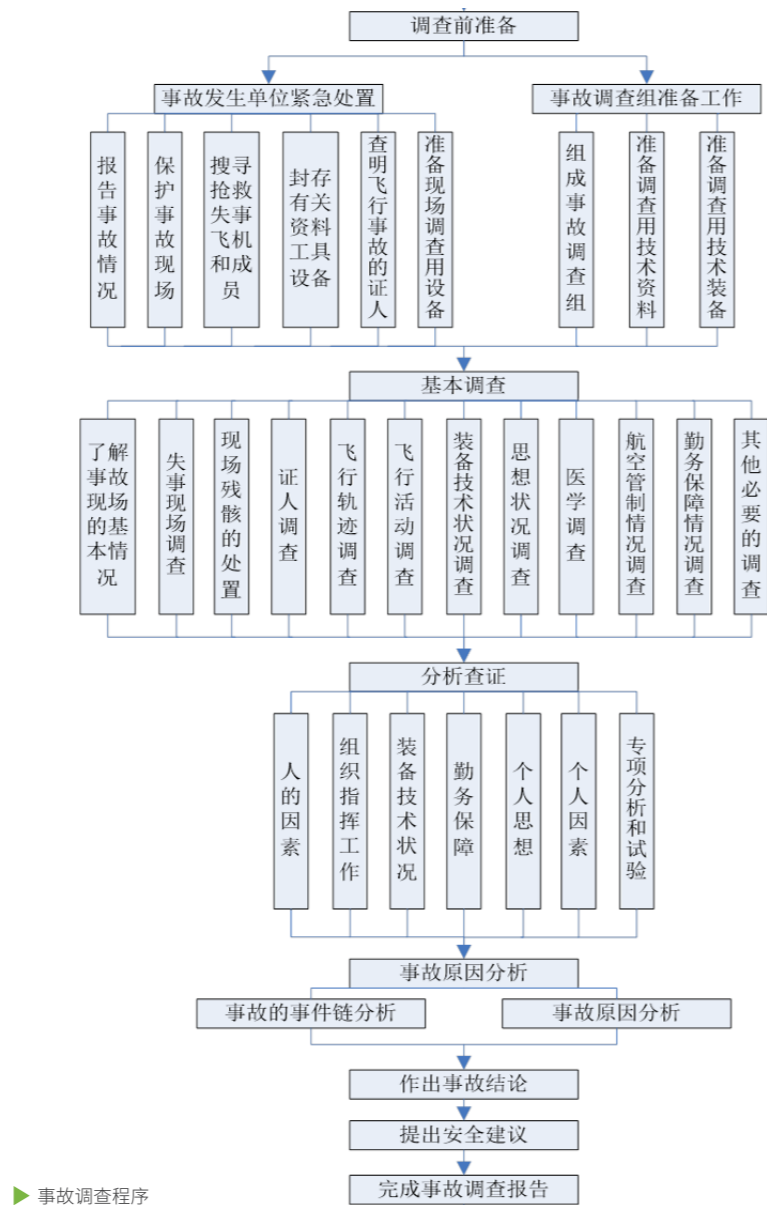 调查前准备
事故发生单位紧急处置
事故调查组准备工作
报告事故情况
保护事故现场
搜寻抢救失事飞机和成员
封存有关资料工具设备
查明飞行事故的证人
准备现场调查用设备
组成事故调查组
准备调查用技术资料
准备调查用技术装备
基本调查
了解事故现场的基本情况
失事现场调查
现场残骸的处置
证人调查
飞行轨迹调查
飞行活动调查
装备技术状况调查
思想状况调查
医学调查
航空管制情况调查
勤务保障情况调查
其他必要的调查
分析查证
人的因素
组织指挥工作
装备技术状况
勤务保障
个人思想
个人因素
专项分析和试验
事故原因分析
事故的事件链分析
事故原因分析
作出事故结论
提出安全建议
完成事故调查报告
事故调查程序